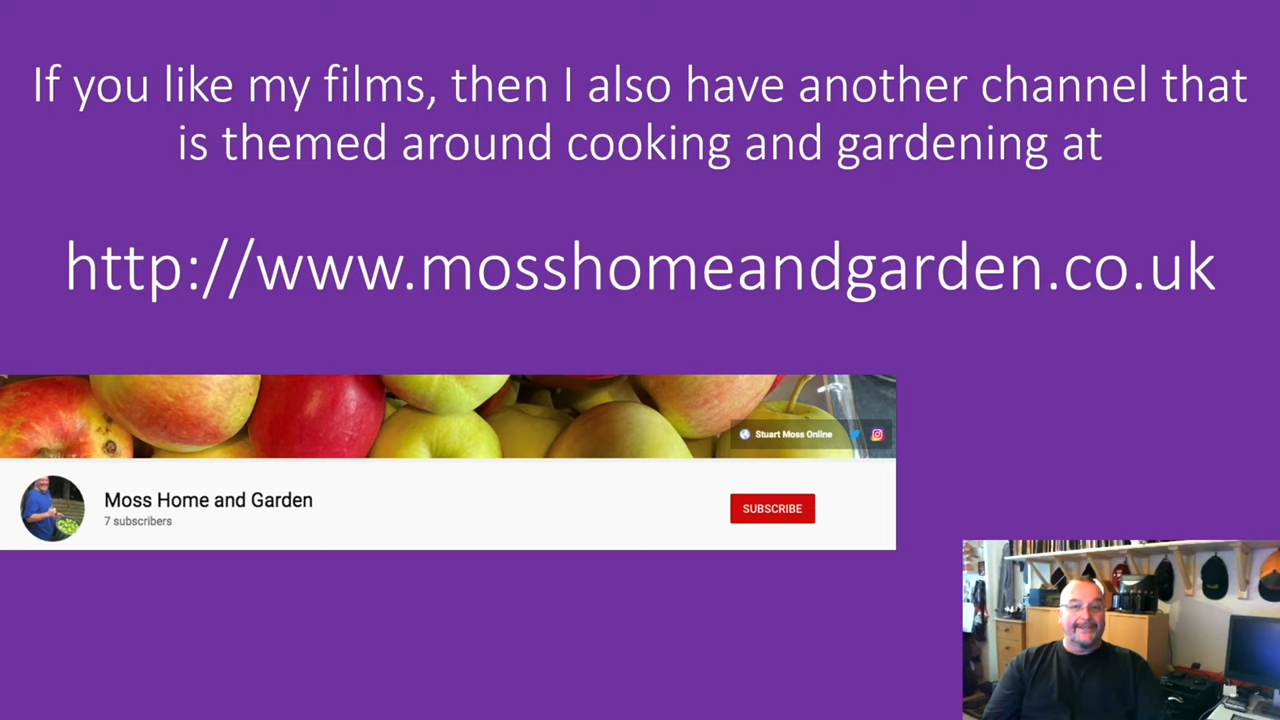 If you like my films, then I also have another channel that
is themed around cooking and gardening at
http://www.mosshomeandgarden.co.uk
Stuart Moss Online
Moss Home and Garden
7 subscribers
SUBSCRIBE